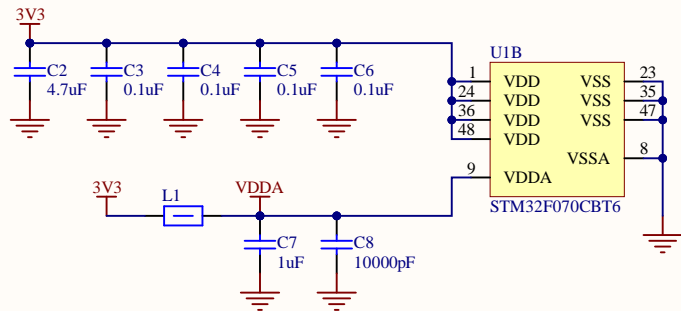 3V3
C2
4.7uF
C3
0.1uF
C4
0.1uF
C5
0.1uF
C6
0.1uF
U1B
1 VDD VSS 23
24 VDD VSS 35
36 VDD VSS 47
48 VDD
VSSA 8
9 VDDA
STM32F070CBT6
3V3
L1
VDDA
C7
1uF
C8
10000pF